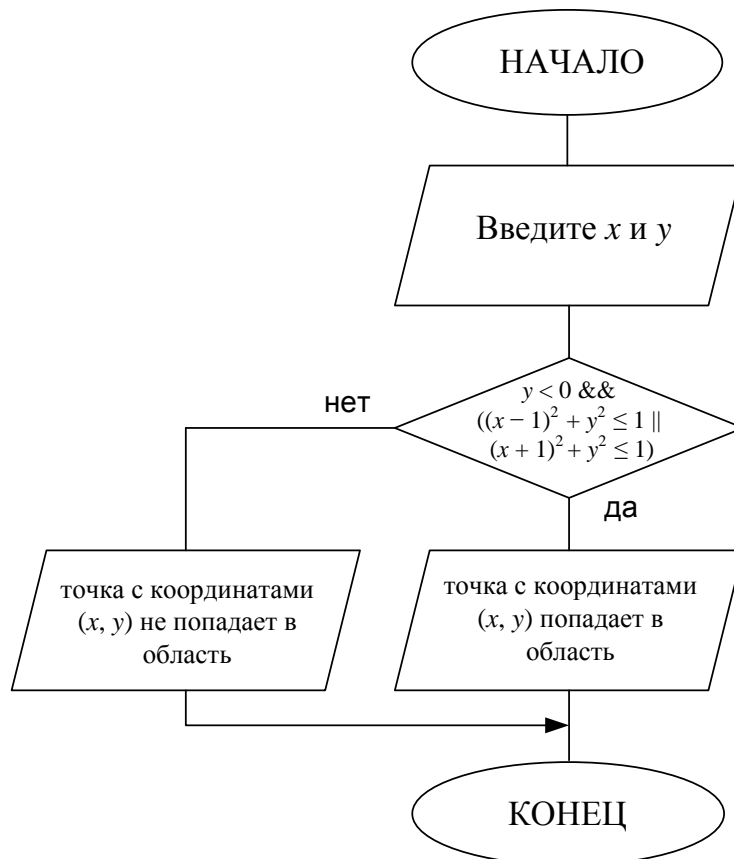 НАЧАЛО
Введите x и y
y < 0 &&
((x − 1)² + y² ≤ 1 ||
(x + 1)² + y² ≤ 1)
нет
да
точка с координатами
(x, y) не попадает в
область
точка с координатами
(x, y) попадает в
область
КОНЕЦ